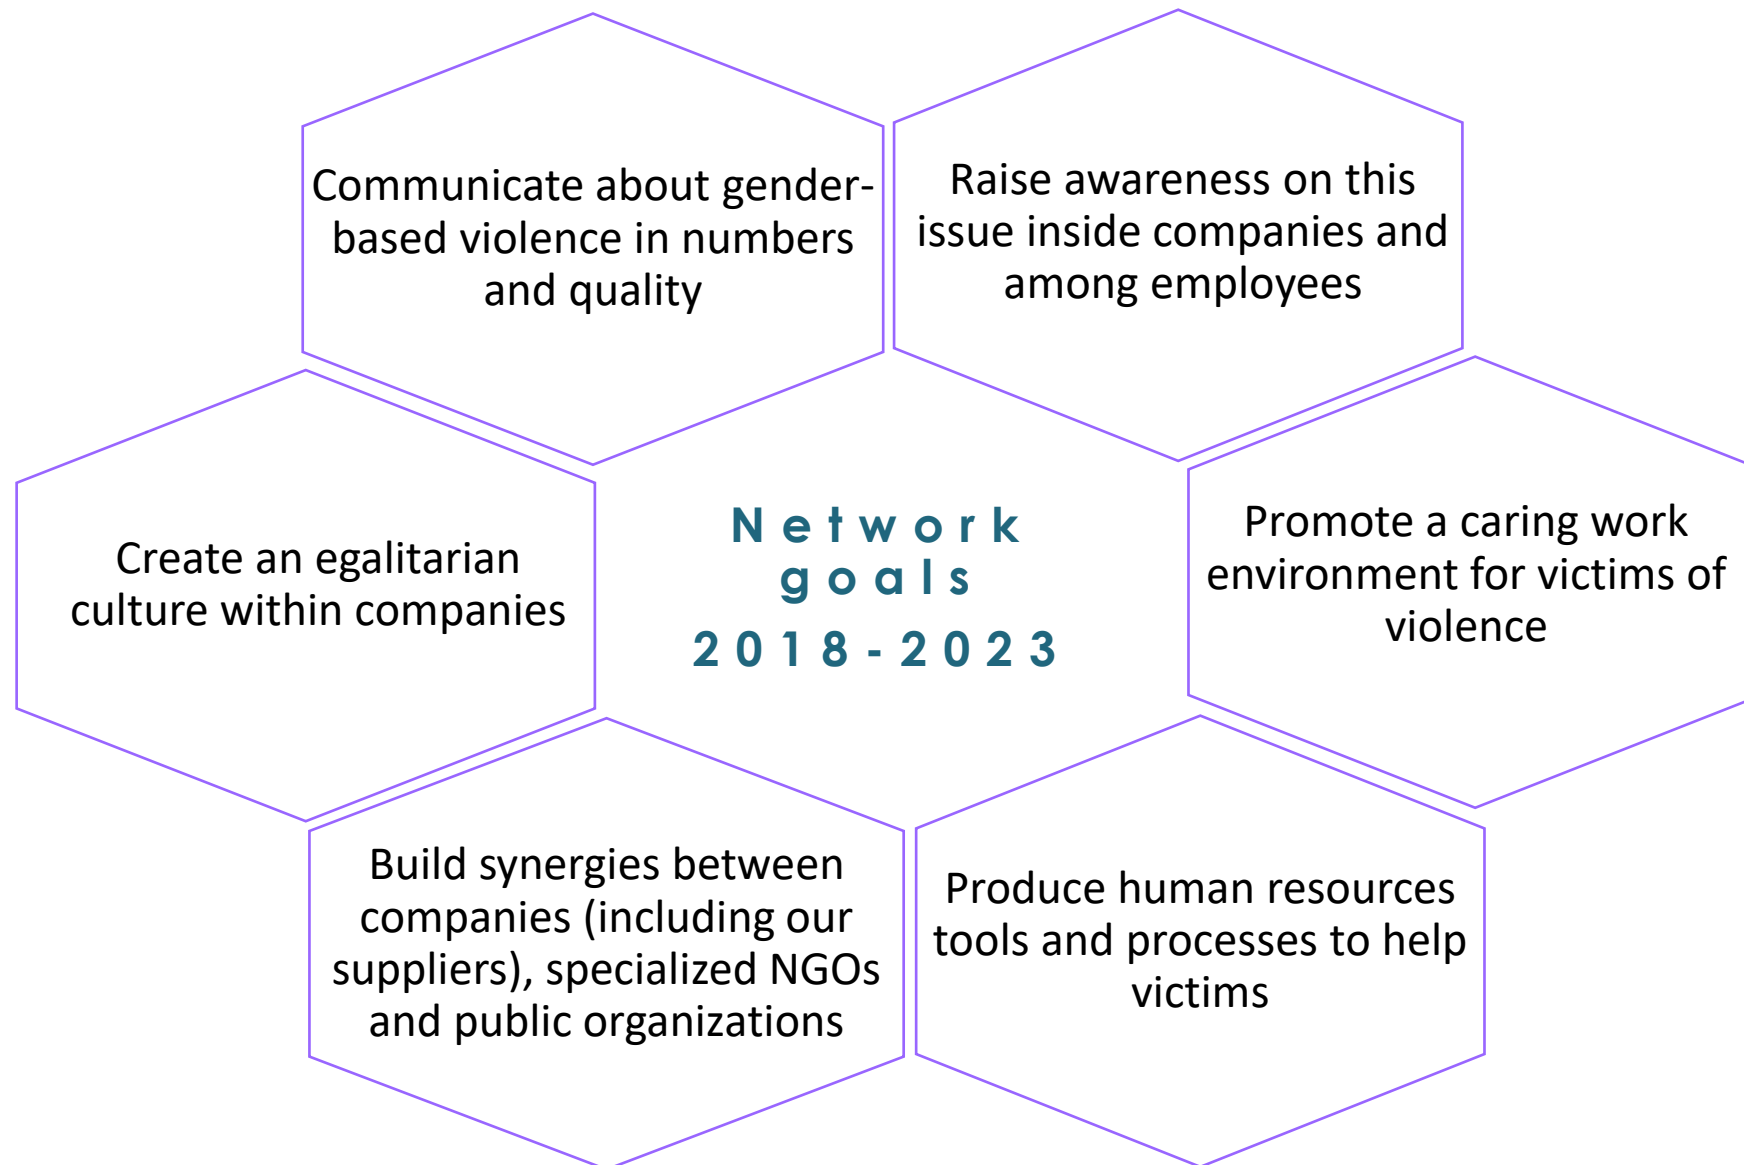 Communicate about gender-
based violence in numbers
and quality
Raise awareness on this
issue inside companies and
among employees
Create an egalitarian
culture within companies
Network
goals
2018-2023
Promote a caring work
environment for victims of
violence
Build synergies between
companies (including our
suppliers), specialized NGOs
and public organizations
Produce human resources
tools and processes to help
victims